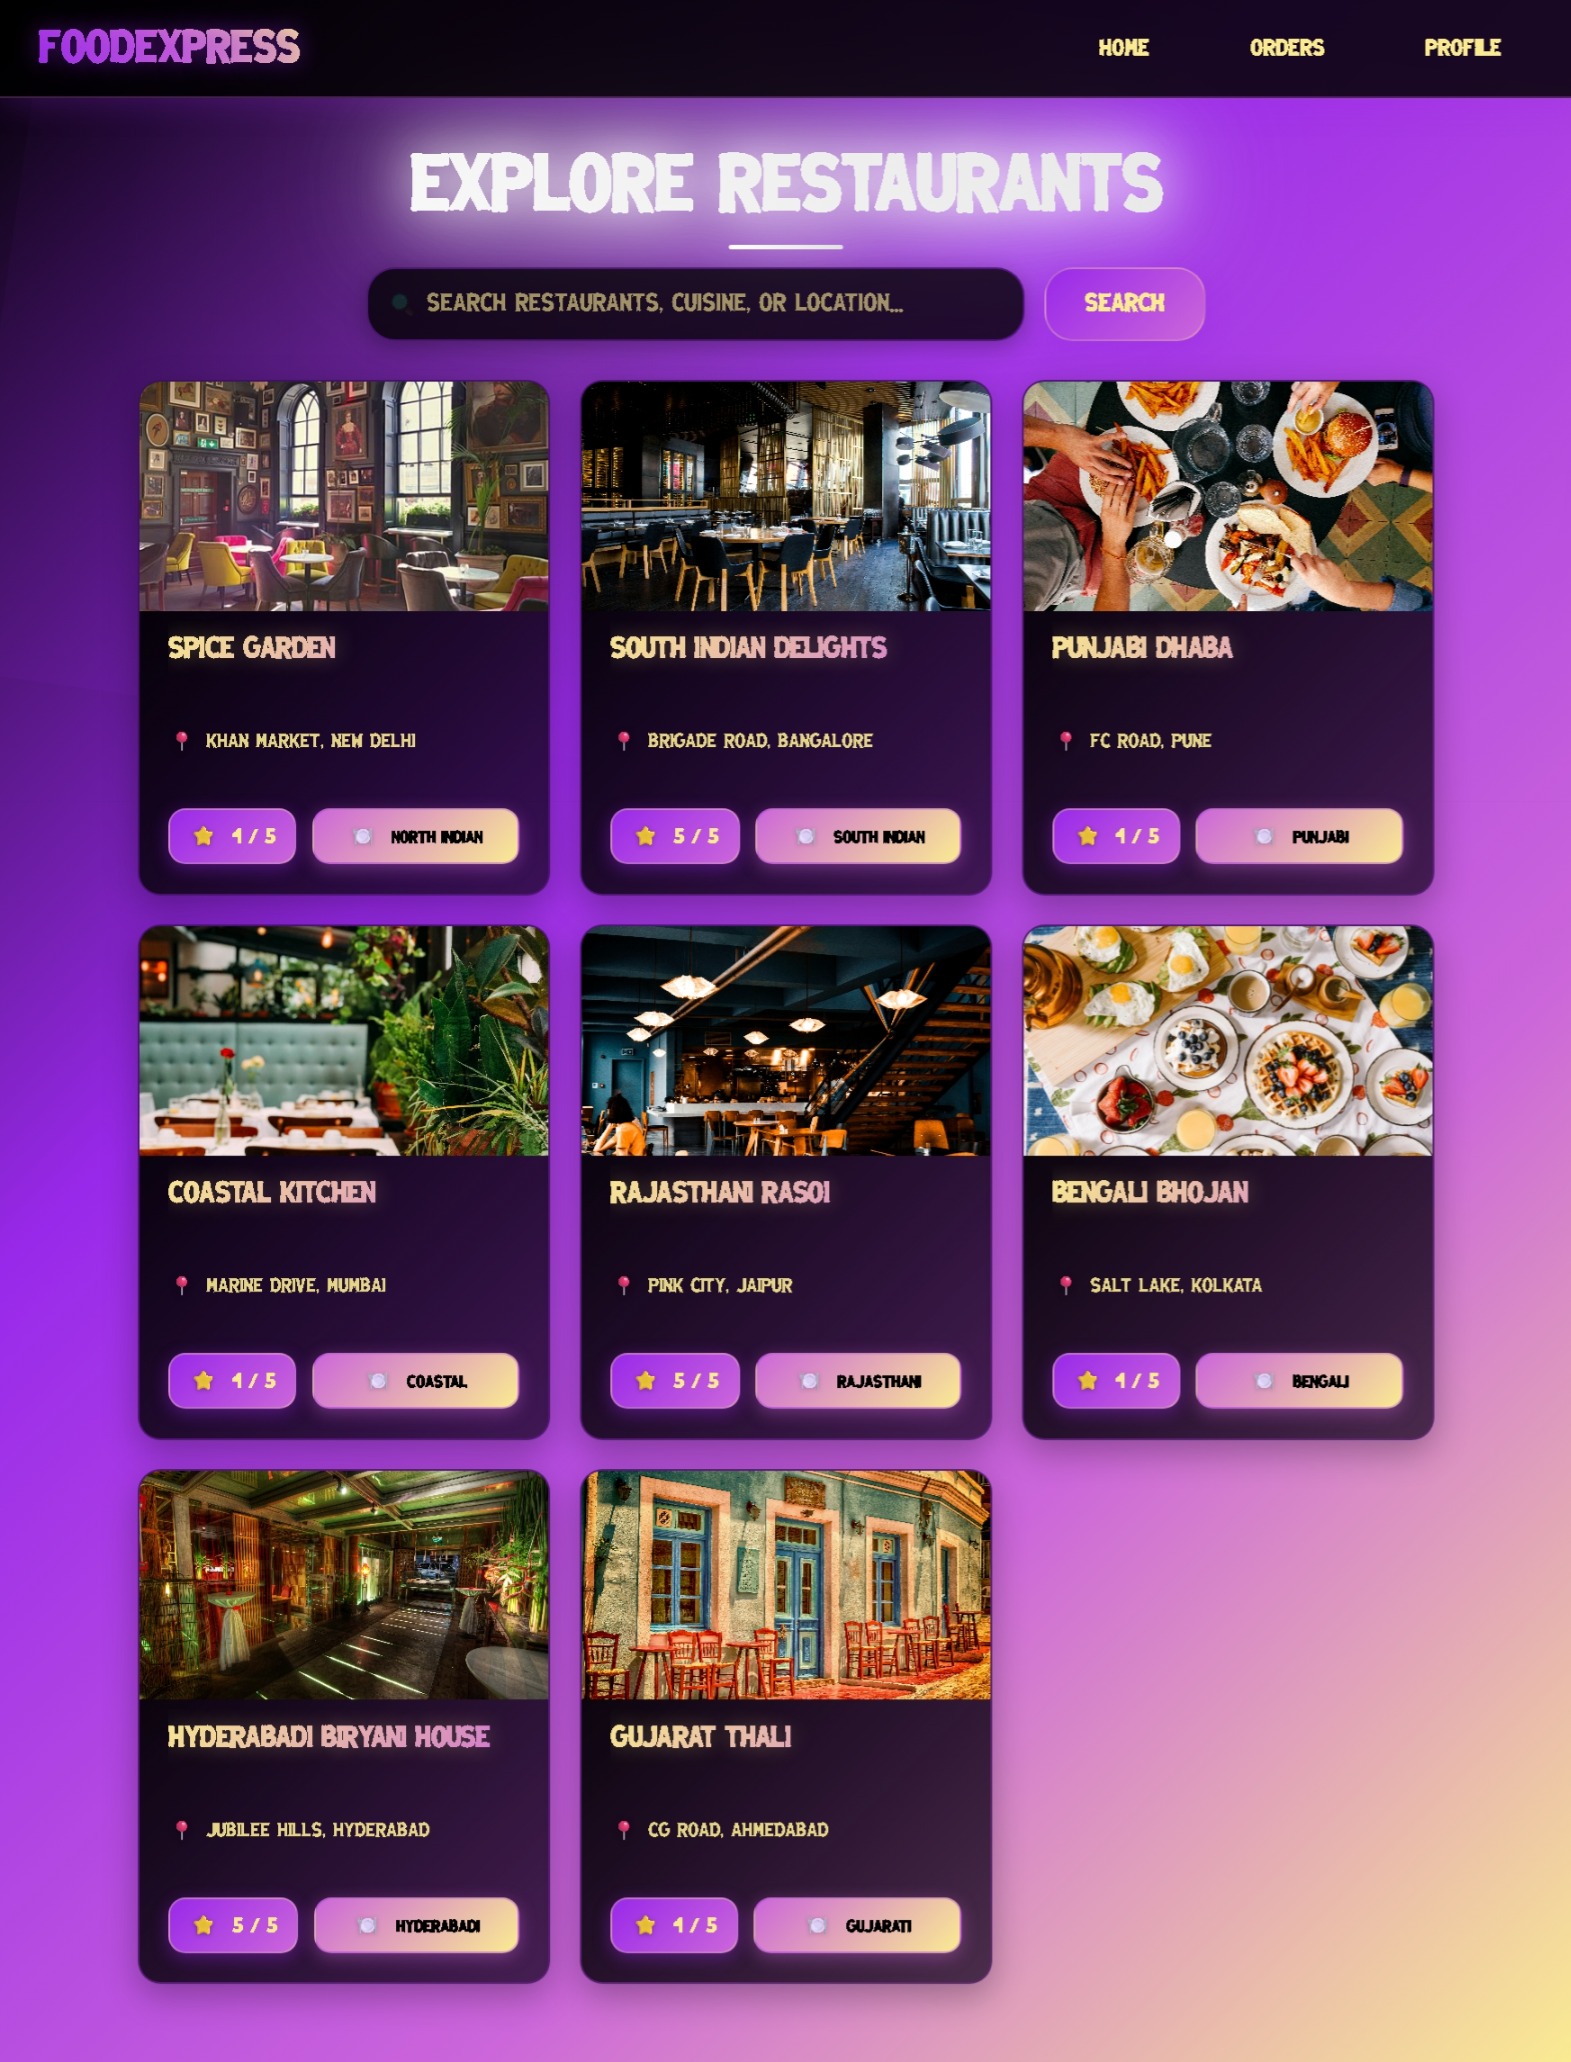 FOODEXPRESS
HOME
ORDERS
PROFILE
EXPLORE RESTAURANTS
SEARCH RESTAURANTS, CUISINE, OR LOCATION...
SEARCH
SPICE GARDEN
KHAN MARKET, NEW DELHI
4 / 5
NORTH INDIAN
SOUTH INDIAN DELIGHTS
BRIGADE ROAD, BANGALORE
5 / 5
SOUTH INDIAN
PUNJABI DHABA
FC ROAD, PUNE
4 / 5
PUNJABI
COASTAL KITCHEN
MARINE DRIVE, MUMBAI
4 / 5
COASTAL
RAJASTHANI RASOI
PINK CITY, JAIPUR
5 / 5
RAJASTHANI
BENGALI BHOJAN
SALT LAKE, KOLKATA
4 / 5
BENGALI
HYDERABADI BIRYANI HOUSE
JUBILEE HILLS, HYDERABAD
5 / 5
HYDERABADI
GUJARAT THALI
CG ROAD, AHMEDABAD
4 / 5
GUJARATI